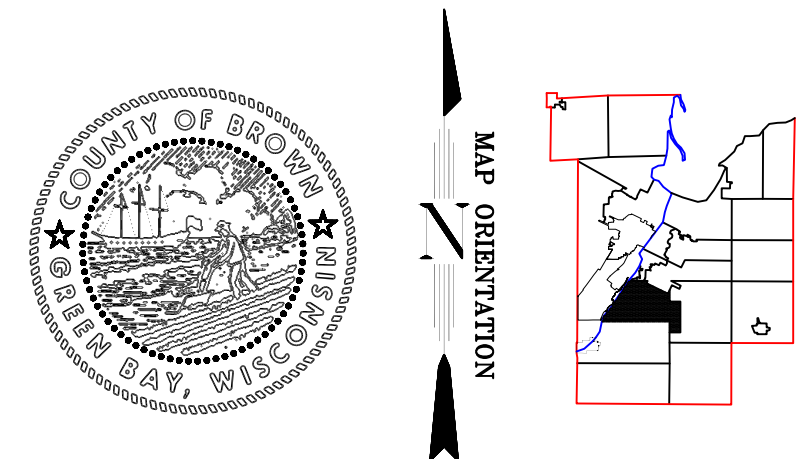 COUNTY OF BROWN
GREEN BAY, WISCONSIN
N
MAP ORIENTATION